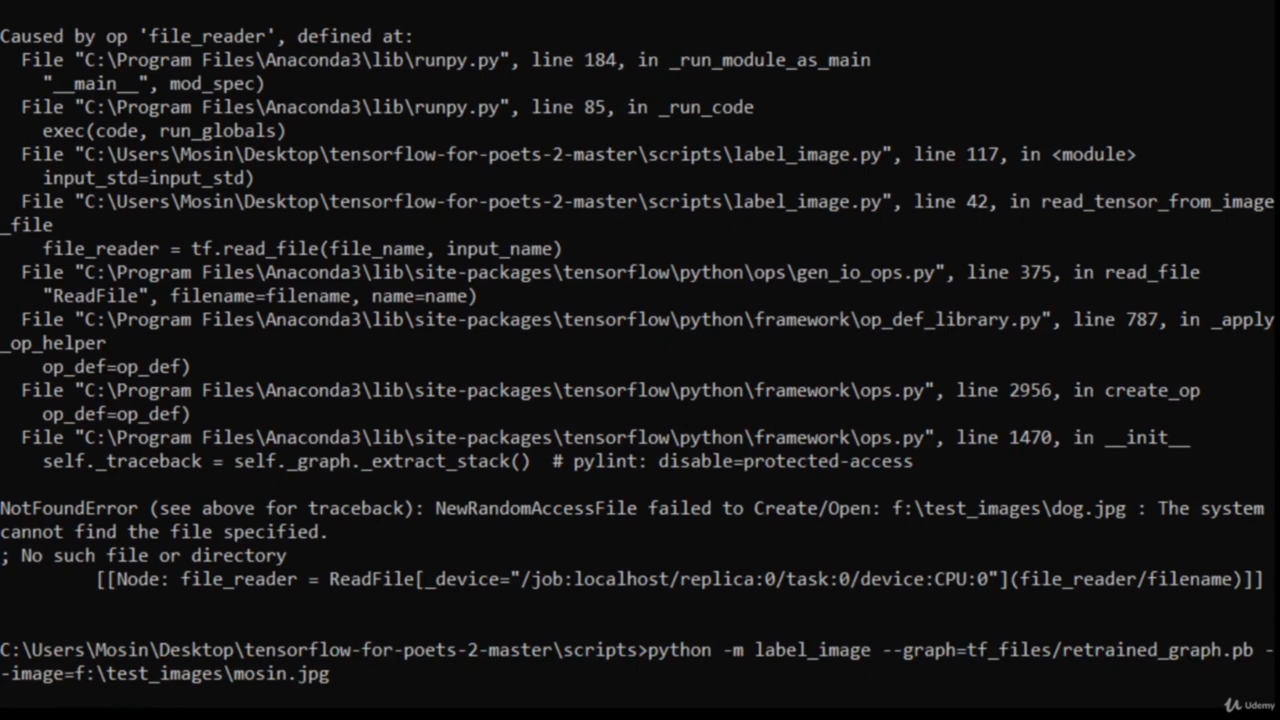 Caused by op 'file_reader', defined at:
  File "C:\Program Files\Anaconda3\lib\runpy.py", line 184, in _run_module_as_main
    "__main__", mod_spec)
  File "C:\Program Files\Anaconda3\lib\runpy.py", line 85, in _run_code
    exec(code, run_globals)
  File "C:\Users\Mosin\Desktop\tensorflow-for-poets-2-master\scripts\label_image.py", line 117, in <module>
    input_std=input_std)
  File "C:\Users\Mosin\Desktop\tensorflow-for-poets-2-master\scripts\label_image.py", line 42, in read_tensor_from_image
_file
    file_reader = tf.read_file(file_name, input_name)
  File "C:\Program Files\Anaconda3\lib\site-packages\tensorflow\python\ops\gen_io_ops.py", line 375, in read_file
    "ReadFile", filename=filename, name=name)
  File "C:\Program Files\Anaconda3\lib\site-packages\tensorflow\python\framework\op_def_library.py", line 787, in _apply
_op_helper
    op_def=op_def)
  File "C:\Program Files\Anaconda3\lib\site-packages\tensorflow\python\framework\ops.py", line 2956, in create_op
    op_def=op_def)
  File "C:\Program Files\Anaconda3\lib\site-packages\tensorflow\python\framework\ops.py", line 1470, in __init__
    self._traceback = self._graph._extract_stack()  # pylint: disable=protected-access
NotFoundError (see above for traceback): NewRandomAccessFile failed to Create/Open: f:\test_images\dog.jpg : The system
cannot find the file specified.
; No such file or directory
         [[Node: file_reader = ReadFile[_device="/job:localhost/replica:0/task:0/device:CPU:0"](file_reader/filename)]]
C:\Users\Mosin\Desktop\tensorflow-for-poets-2-master\scripts>python -m label_image --graph=tf_files/retrained_graph.pb -
-image=f:\test_images\mosin.jpg
Udemy